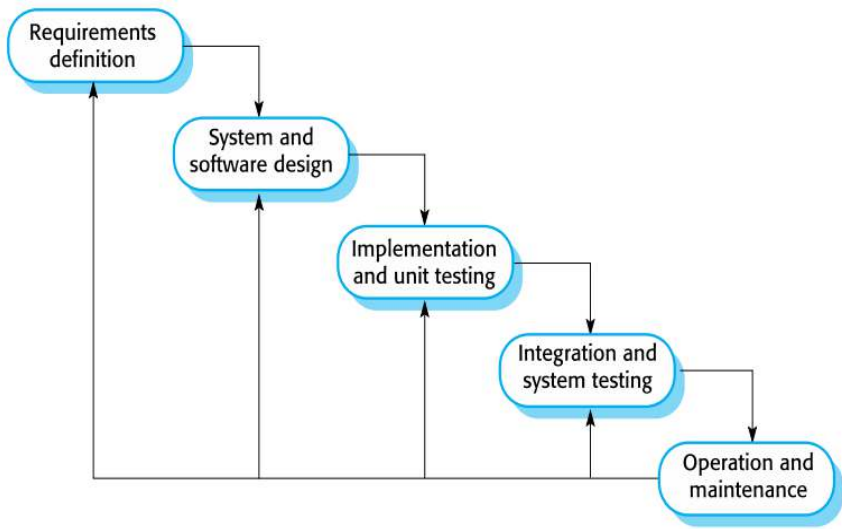 Requirements
definition
System and
software design
Implementation
and unit testing
Integration and
system testing
Operation and
maintenance